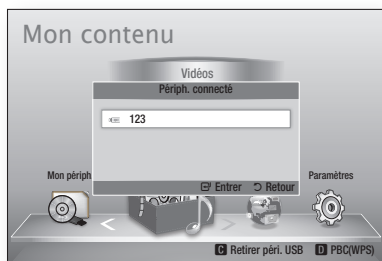 Mon contenu
Vidéos
Périph. connecté
123
Mon périph
Entrer Retour
Paramètres
C Retirer péri. USB D PBC(WPS)